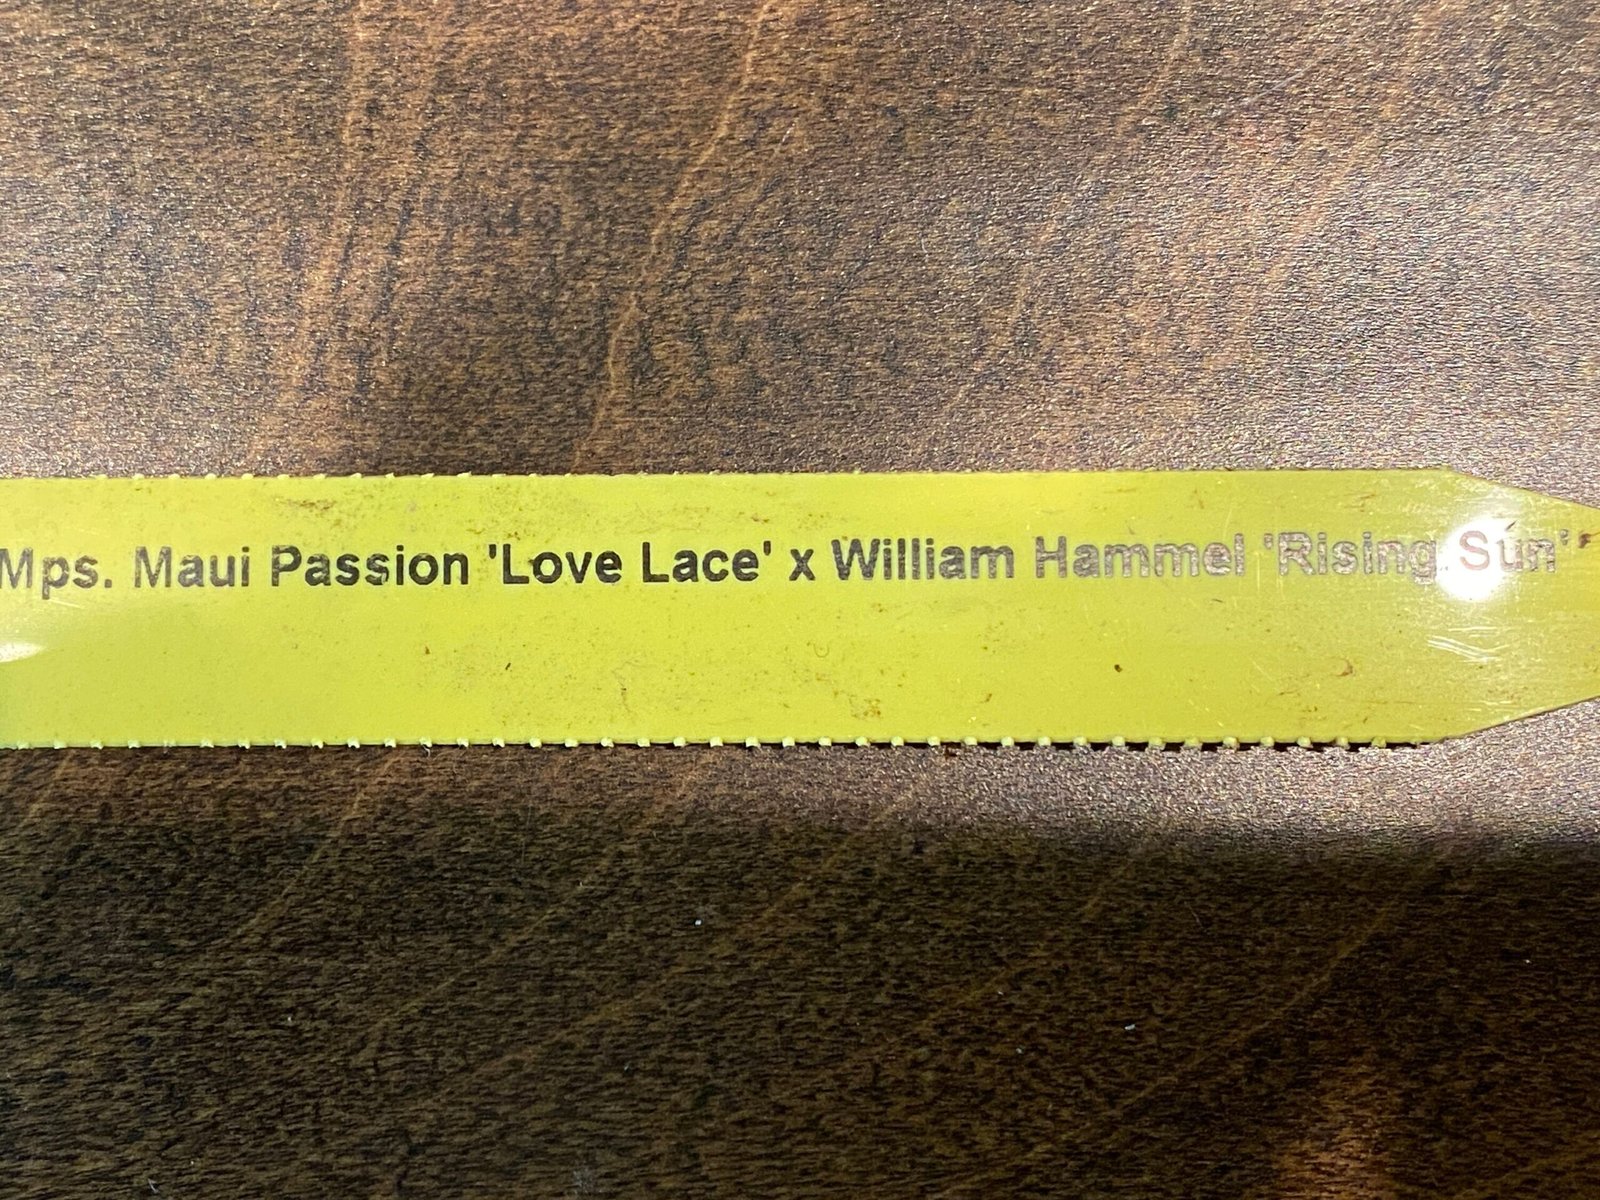 Mps. Maui Passion 'Love Lace' x William Hammel 'Rising Sun'